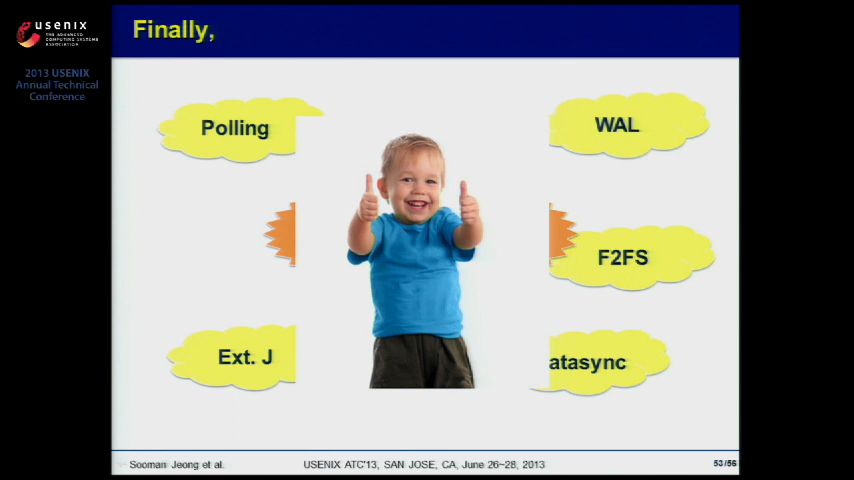 usenix
THE ADVANCED
COMPUTING SYSTEMS
ASSOCIATION
2013 USENIX
Annual Technical
Conference
Finally,
Polling
WAL
F2FS
Ext. J
atasync
Sooman Jeong et al.
USENIX ATC'13, SAN JOSE, CA, June 26~28, 2013
53/56